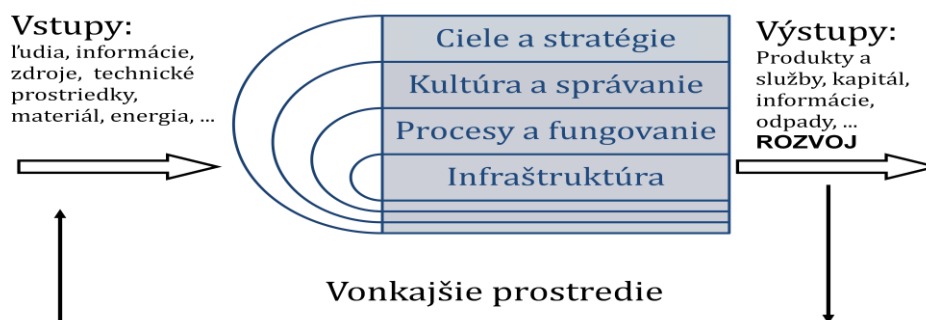 Vstupy:
ľudia, informácie,
zdroje, technické
prostriedky,
materiál, energia, ...
Ciele a stratégie
Kultúra a správanie
Procesy a fungovanie
Infraštruktúra
Výstupy:
Produkty a
služby, kapitál,
informácie,
odpady, ...
ROZVOJ
Vonkajšie prostredie